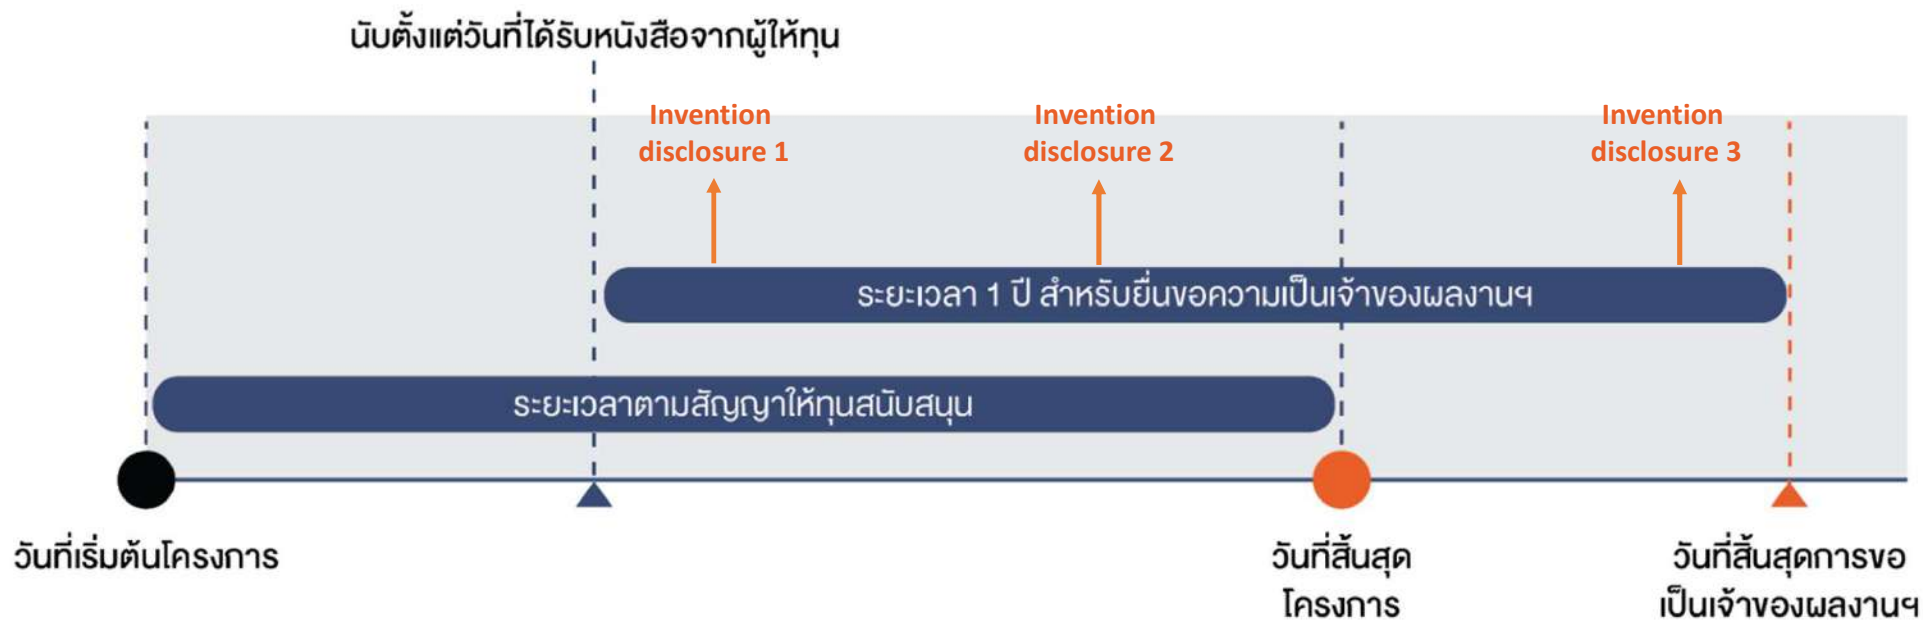 นับตั้งแต่วันที่ได้รับหนังสือจากผู้ให้ทุน
Invention
disclosure 1
Invention
disclosure 2
Invention
disclosure 3
ระยะเวลา 1 ปี สำหรับยื่นขอความเป็นเจ้าของผลงานฯ
ระยะเวลาตามสัญญาให้ทุนสนับสนุน
วันที่เริ่มต้นโครงการ
วันที่สิ้นสุด
โครงการ
วันที่สิ้นสุดการขอ
เป็นเจ้าของผลงานฯ